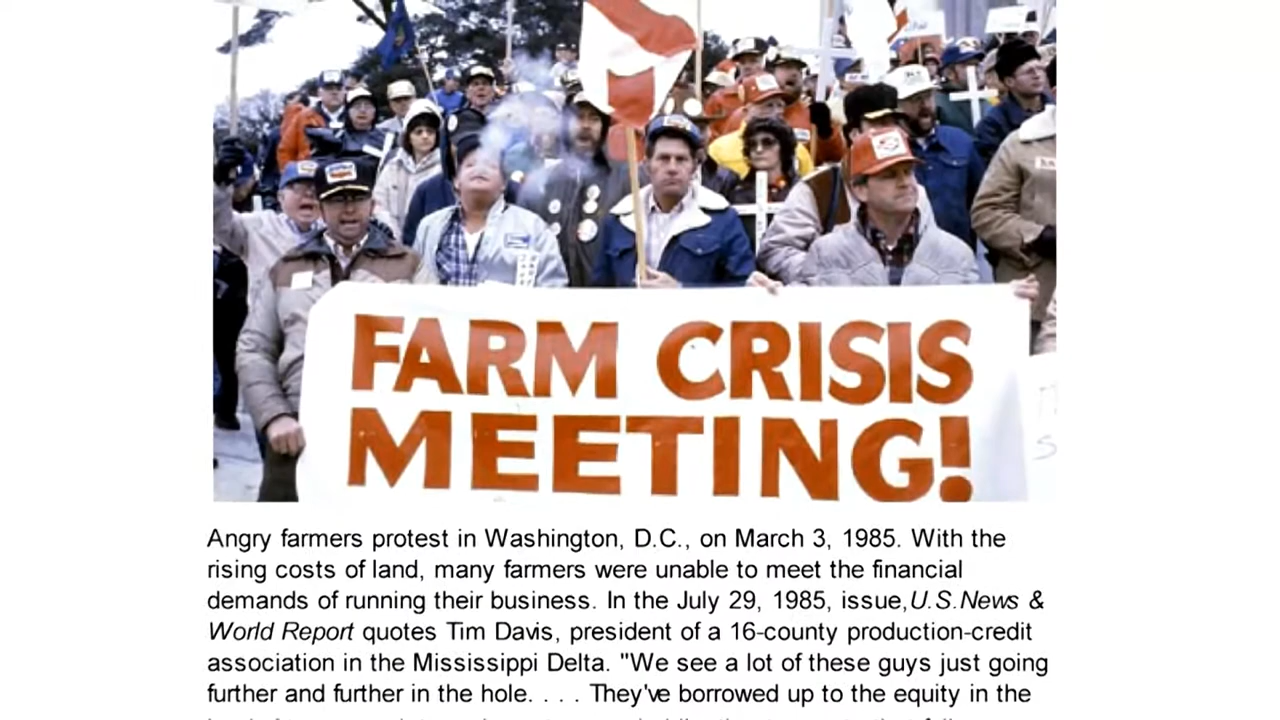 FARM CRISIS
MEETING!
Angry farmers protest in Washington, D.C., on March 3, 1985. With the
rising costs of land, many farmers were unable to meet the financial
demands of running their business. In the July 29, 1985, issue,U.S.News &
World Report quotes Tim Davis, president of a 16-county production-credit
association in the Mississippi Delta. "We see a lot of these guys just going
further and further in the hole. . . . They've borrowed up to the equity in the